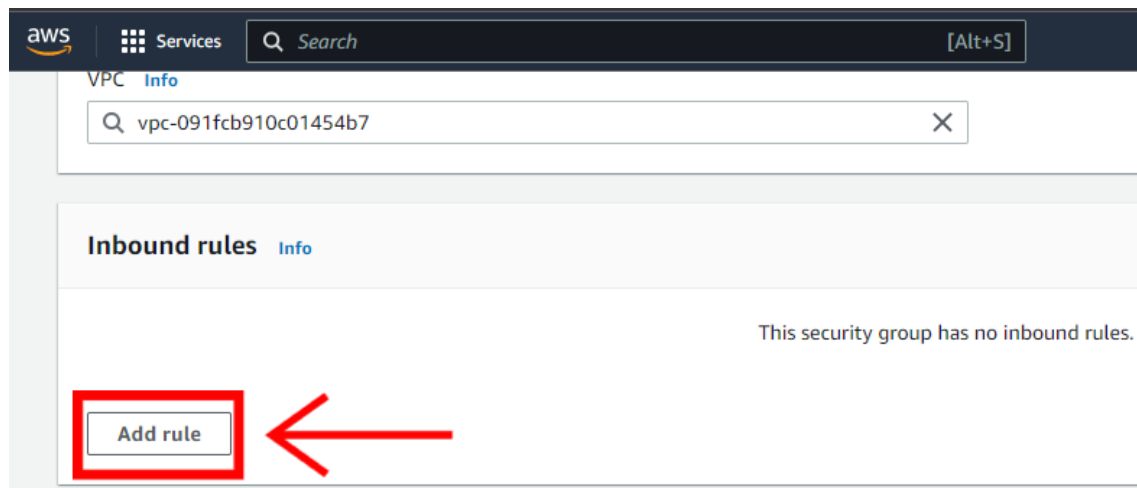 aws Services Search [Alt+S]
VPC Info
vpc-091fcb910c01454b7
Inbound rules Info
This security group has no inbound rules.
Add rule